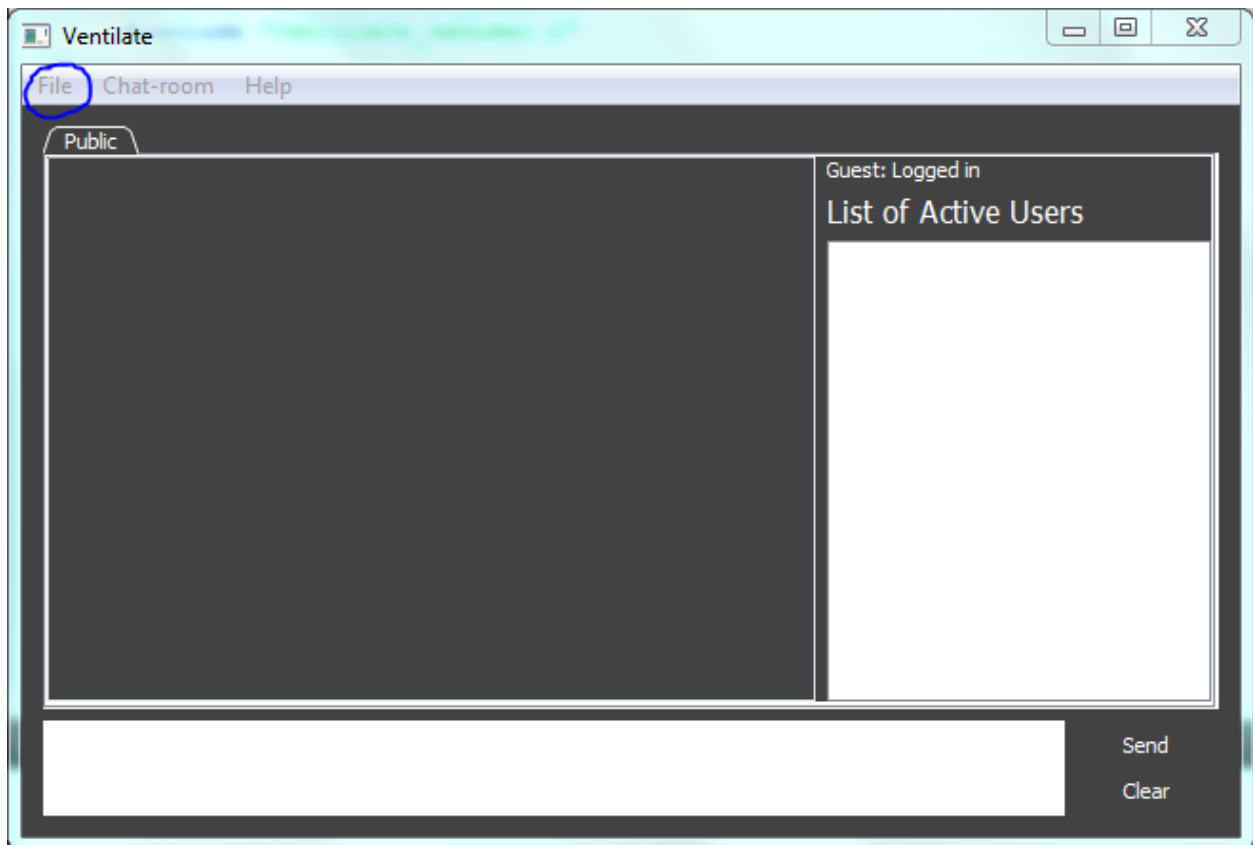 Ventilate
File Chat-room Help
Public
Guest: Logged in
List of Active Users
Send
Clear